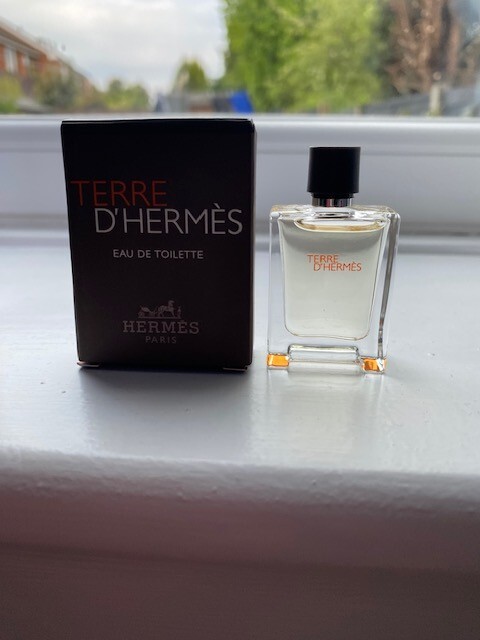 TERRE
D'HERMÈS
EAU DE TOILETTE
HERMÈS
PARIS
TERRE
D'HERMÈS